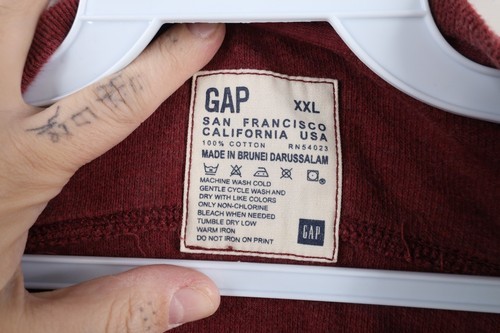 GAP XXL
SAN FRANCISCO
CALIFORNIA USA
100% COTTON RN54023
MADE IN BRUNEI DARUSSALAM
MACHINE WASH COLD
GENTLE CYCLE WASH AND
DRY WITH LIKE COLORS
ONLY NON-CHLORINE
BLEACH WHEN NEEDED
TUMBLE DRY LOW
WARM IRON
DO NOT IRON ON PRINT
GAP